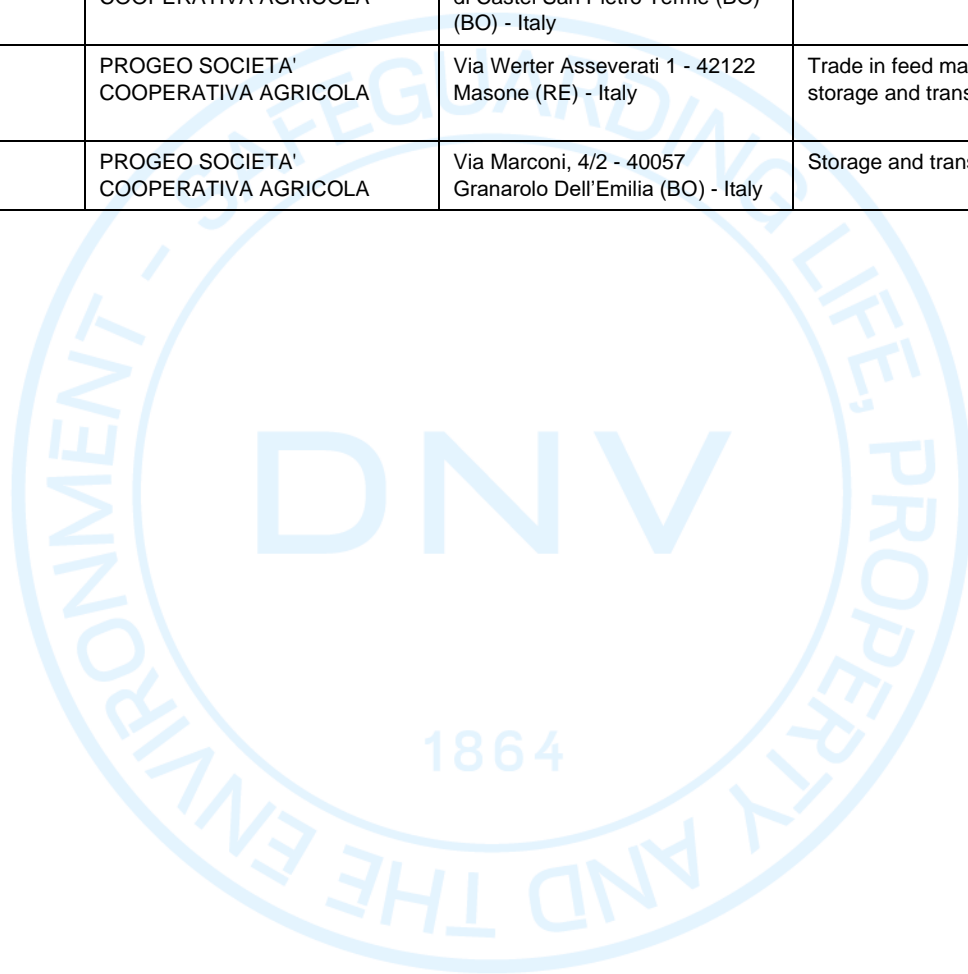 COOPERATIVA AGRICOLA
di Castel San Pietro Terme (BO)
(BO) - Italy
PROGEO SOCIETA'
COOPERATIVA AGRICOLA
Via Werter Asseverati 1 - 42122
Masone (RE) - Italy
Trade in feed ma
storage and trans
PROGEO SOCIETA'
COOPERATIVA AGRICOLA
Via Marconi, 4/2 - 40057
Granarolo Dell'Emilia (BO) - Italy
Storage and trans
SAFEGUARDING LIFE, PROPERTY AND THE ENVIRONMENT -
DNV
1864